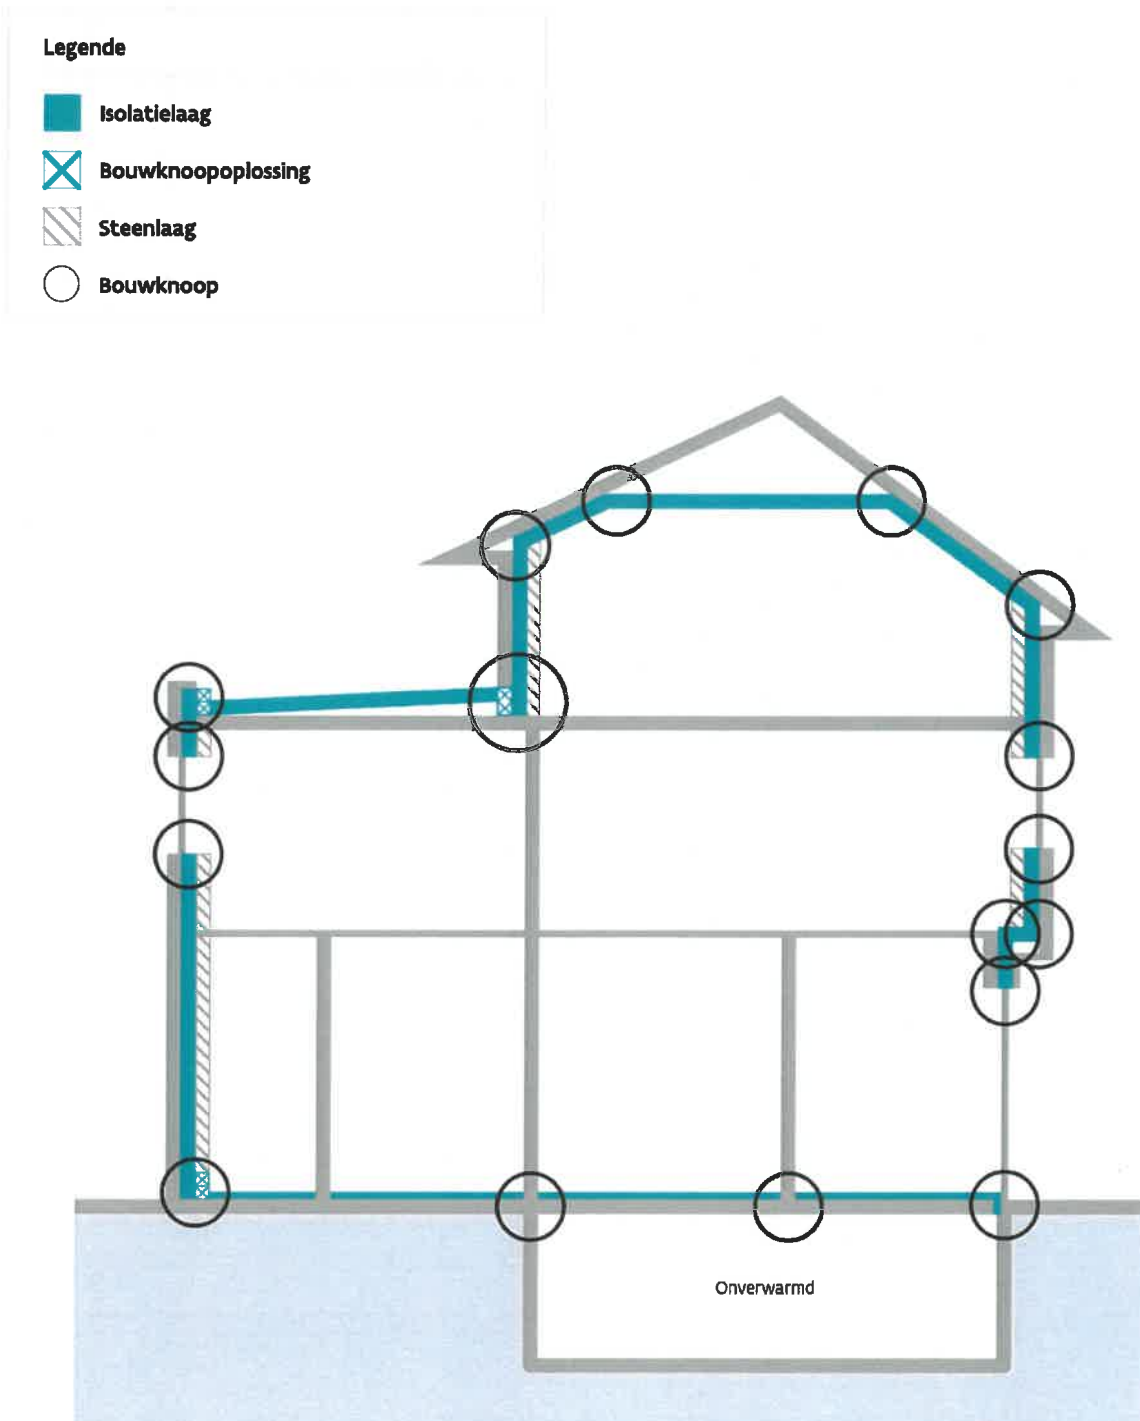 Legende
Isolatielaag
Bouwknoopoplossing
Steenlaag
Bouwknoop
Onverwarmd